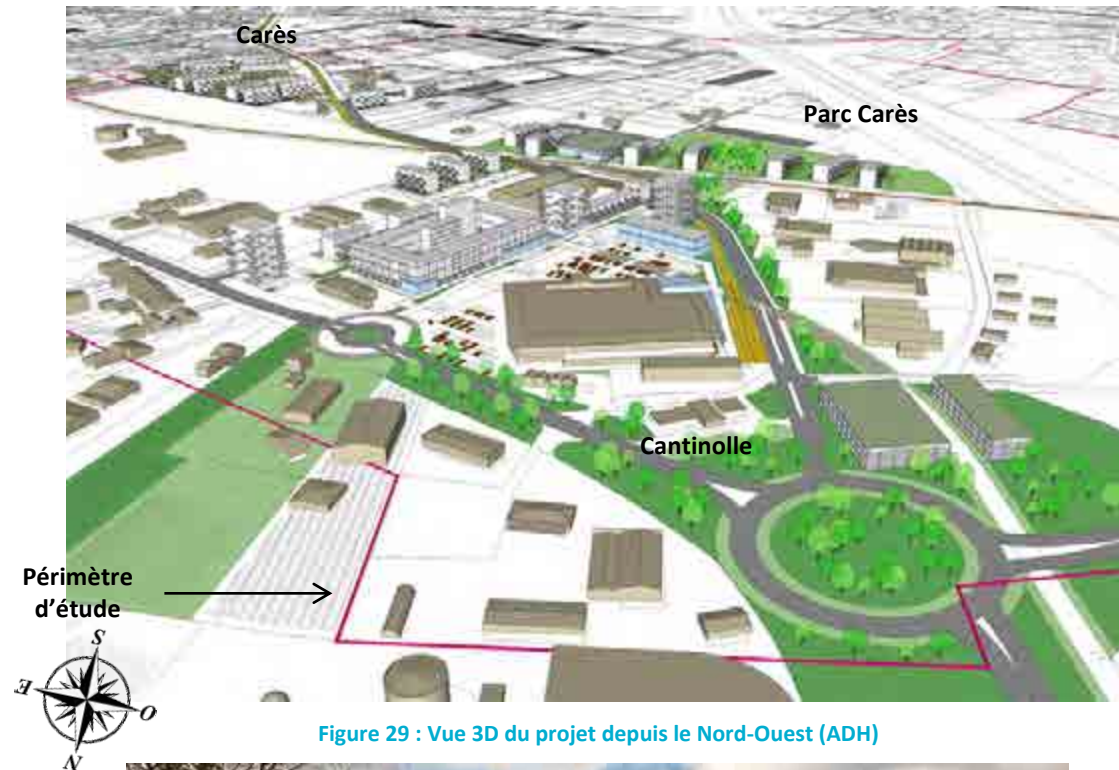 Carès
Parc Carès
Cantinolle
Périmètre
d'étude
S
E
O
N
Figure 29 : Vue 3D du projet depuis le Nord-Ouest (ADH)